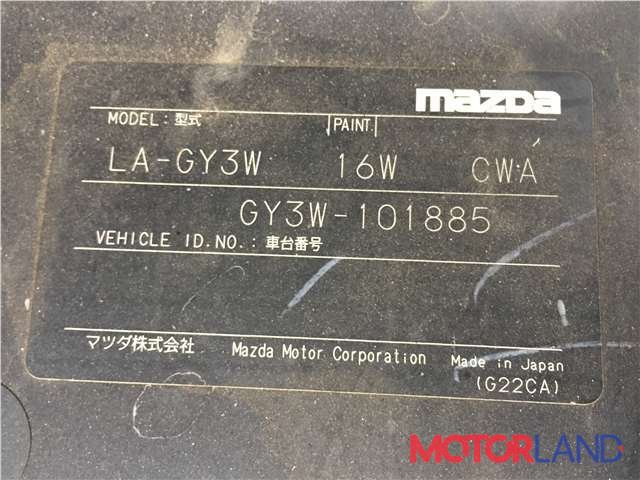 mazda
MODEL: 型式 PAINT.
LA-GY3W 16W CWA
GY3W-101885
VEHICLE ID.NO.: 車台番号
マツダ株式会社 Mazda Motor Corporation Made in Japan
(G22CA)
MOTORLAND